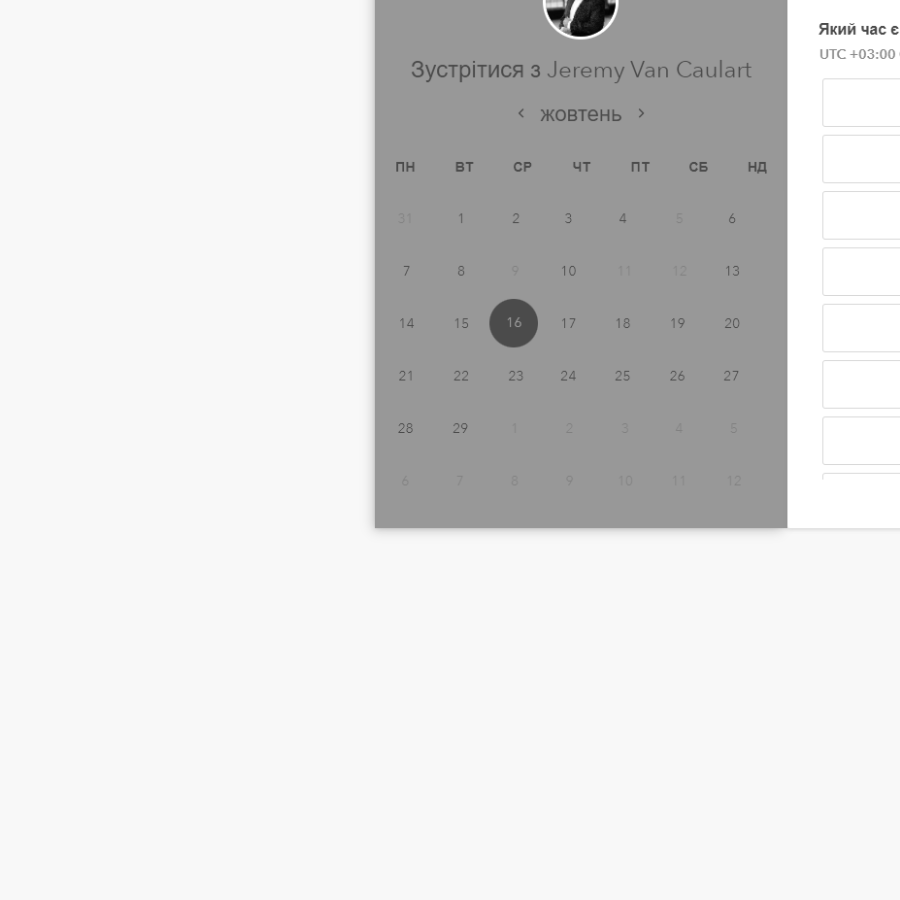 Зустрітися з Jeremy Van Caulart
жовтень
ПН ВТ СР ЧТ ПТ СБ НД
31 1 2 3 4 5 6
7 8 9 10 11 12 13
14 15 16 17 18 19 20
21 22 23 24 25 26 27
28 29 1 2 3 4 5
6 7 8 9 10 11 12
Який час є
UTC +03:00